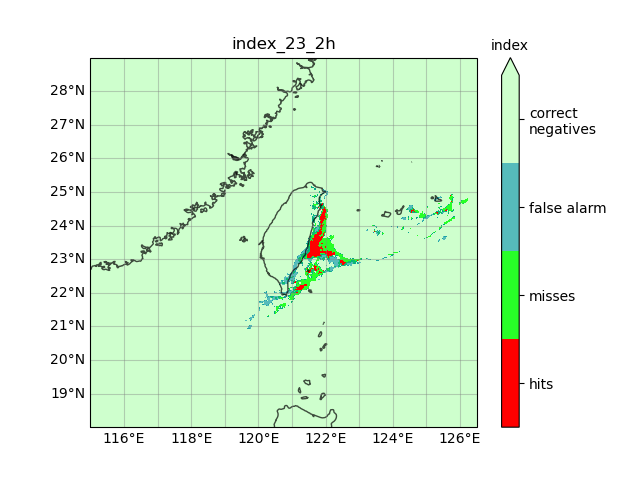 index_23_2h
index
28°N
27°N
26°N
25°N
24°N
23°N
22°N
21°N
20°N
19°N
116°E 118°E 120°E 122°E 124°E 126°E
correct
negatives
false alarm
misses
hits